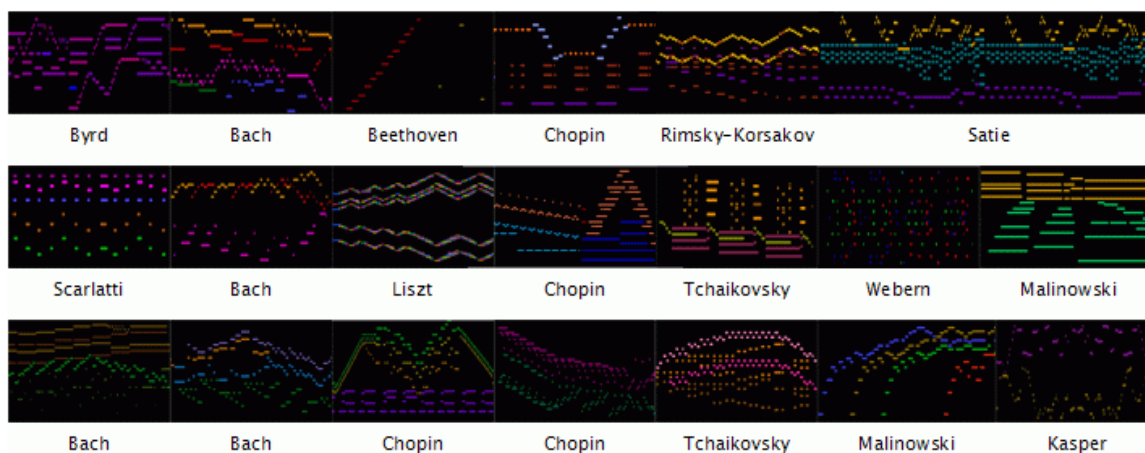 Byrd Bach Beethoven Chopin Rimsky-Korsakov Satie
Scarlatti Bach Liszt Chopin Tchaikovsky Webern Malinowski
Bach Bach Chopin Chopin Tchaikovsky Malinowski Kasper